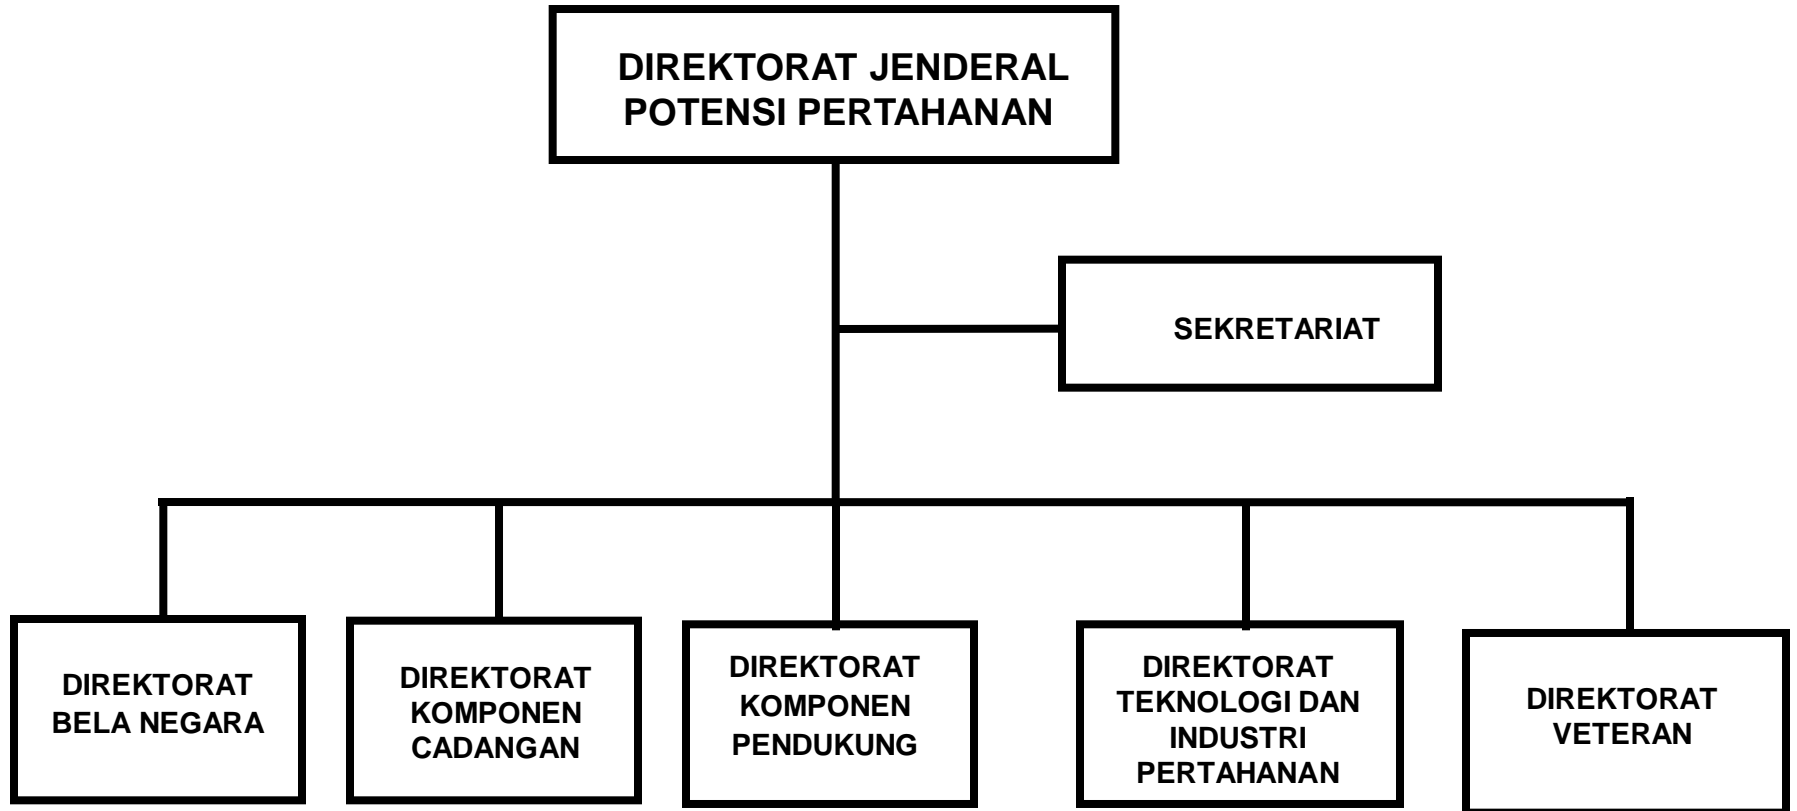 DIREKTORAT JENDERAL
POTENSI PERTAHANAN
SEKRETARIAT
DIREKTORAT
BELA NEGARA
DIREKTORAT
KOMPONEN
CADANGAN
DIREKTORAT
KOMPONEN
PENDUKUNG
DIREKTORAT
TEKNOLOGI DAN
INDUSTRI
PERTAHANAN
DIREKTORAT
VETERAN